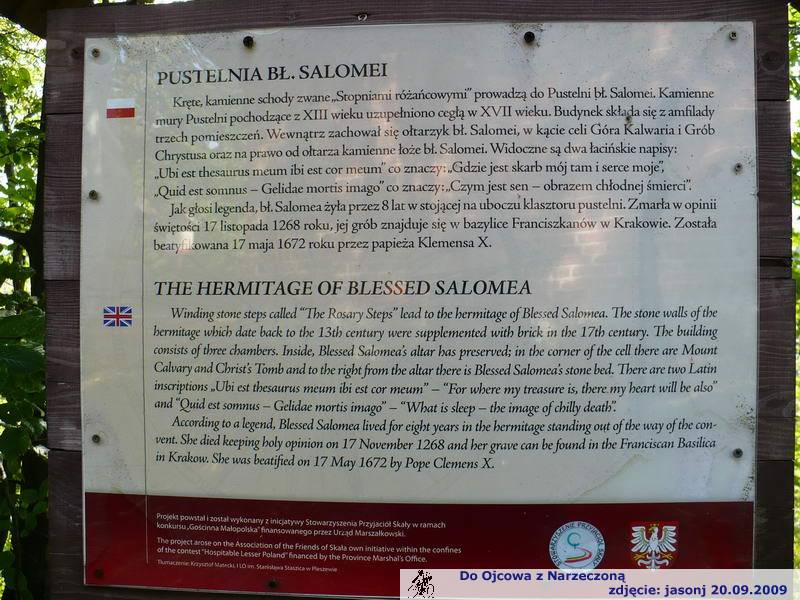 PUSTELNIA BŁ. SALOMEI
Kręte, kamienne schody zwane „Stopniami różańcowymi” prowadzą do Pustelni bł. Salomei. Kamienne
mury Pustelni pochodzące z XIII wieku uzupełniono cegłą w XVII wieku. Budynek składa się z amfilady
trzech pomieszczeń. Wewnątrz zachował się ołtarzyk bł. Salomei, w kącie celi Góra Kalwaria i Grób
Chrystusa oraz na prawo od ołtarza kamienne łoże bł. Salomei. Widoczne są dwa łacińskie napisy:
„Ubi est thesaurus meum ibi est cor meum” co znaczy: „Gdzie jest skarb mój tam i serce moje”,
„Quid est somnus – Gelidae mortis imago” co znaczy: „Czym jest sen – obrazem chłodnej śmierci”.
Jak głosi legenda, bł. Salomea żyła przez 8 lat w stojącej na uboczu klasztoru pustelni. Zmarła w opinii
świętości 17 listopada 1268 roku, jej grób znajduje się w bazylice Franciszkanów w Krakowie. Została
beatyfikowana 17 maja 1672 roku przez papieża Klemensa X.
THE HERMITAGE OF BLESSED SALOMEA
Winding stone steps called “The Rosary Steps” lead to the hermitage of Blessed Salomea. The stone walls of the
hermitage which date back to the 13th century were supplemented with brick in the 17th century. The building
consists of three chambers. Inside, Blessed Salomea’s altar has preserved; in the corner of the cell there are Mount
Calvary and Christ’s Tomb and to the right from the altar there is Blessed Salomea’s stone bed. There are two Latin
inscriptions „Ubi est thesaurus meum ibi est cor meum” – “For where my treasure is, there my heart will be also”
and “Quid est somnus – Gelidae mortis imago” – “What is sleep – the image of chilly death”.
According to a legend, Blessed Salomea lived for eight years in the hermitage standing out of the way of the con-
vent. She died keeping holy opinion on 17 November 1268 and her grave can be found in the Franciscan Basilica
in Krakow. She was beatified on 17 May 1672 by Pope Clemens X.
Projekt powstał i został wykonany z inicjatywy Stowarzyszenia Przyjaciół Skały w ramach
konkursu „Gościnna Małopolska” finansowanego przez Urząd Marszałkowski.
The project arose on the Association of the Friends of Skała own initiative within the confines
of the contest “Hospitable Lesser Poland” financed by the Province Marshal’s Office.
Tłumaczenie: Krzysztof Matecki, I LO im. Stanisława Staszica w Pleszewie
STOWARZYSZENIE PRZYJACIÓŁ SKAŁY
Do Ojcowa z Narzeczoną
zdjęcie: jasonj 20.09.2009